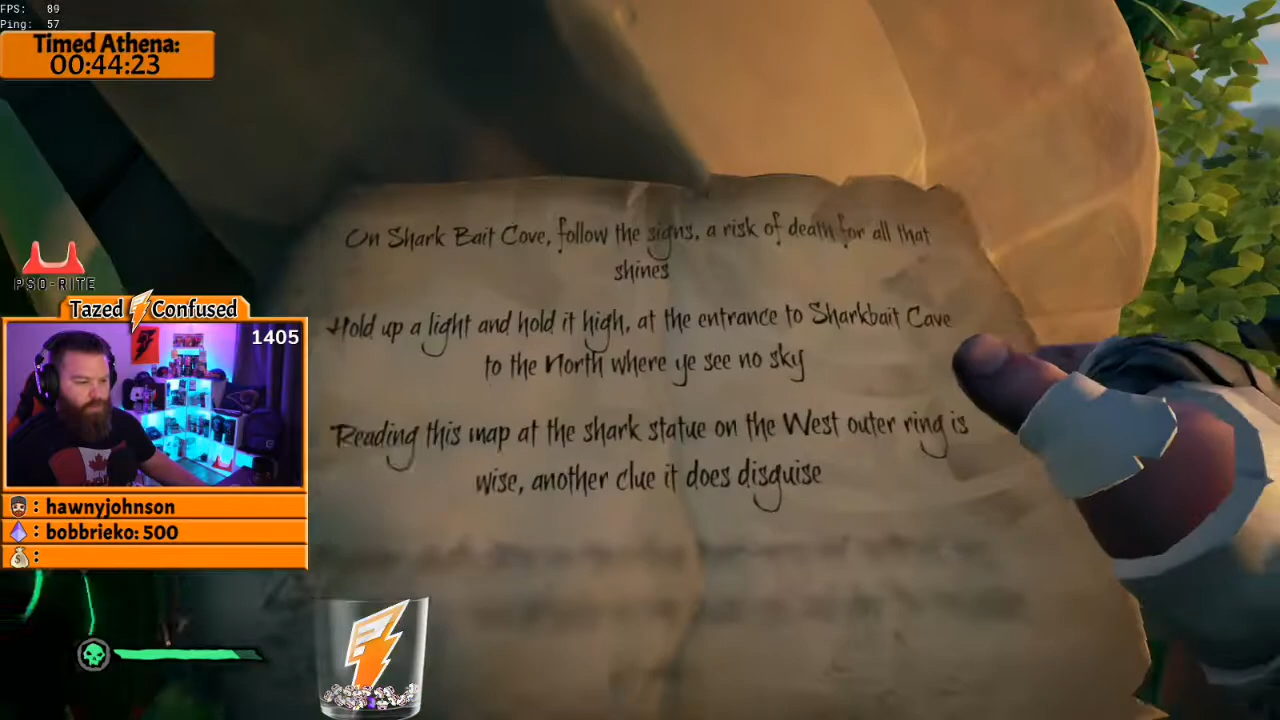 FPS: 89
Ping: 57
Timed Athena:
00:44:23
On Shark Bait Cove, follow the signs, a risk of death for all that
shines
Hold up a light and hold it high, at the entrance to Sharkbait Cave
to the North where ye see no sky
Reading this map at the shark statue on the West outer ring is
wise, another clue it does disguise
PSO-RITE
Tazed Confused
1405
: hawnyjohnson
: bobbrieko: 500
: